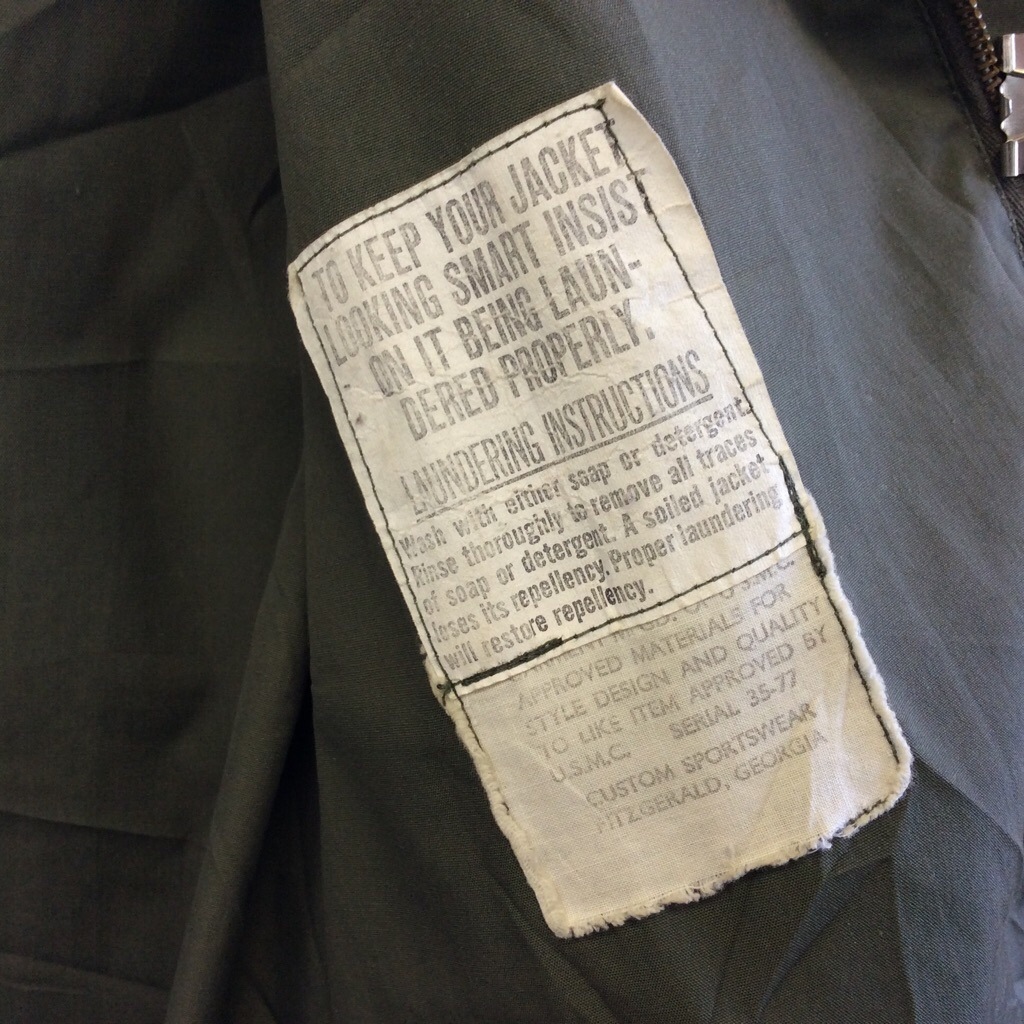 TO KEEP YOUR JACKET
LOOKING SMART INSIST
ON IT BEING LAUN-
DERED PROPERLY.
LAUNDERING INSTRUCTIONS
Wash with either soap or detergent.
Rinse thoroughly to remove all traces
of soap or detergent. A soiled jacket
loses its repellency. Proper laundering
will restore repellency.
U.S.M.C.
APPROVED MATERIALS FOR
STYLE DESIGN AND QUALITY
TO LIKE ITEM APPROVED BY
U.S.M.C. SERIAL 35-77
CUSTOM SPORTSWEAR
FITZGERALD, GEORGIA